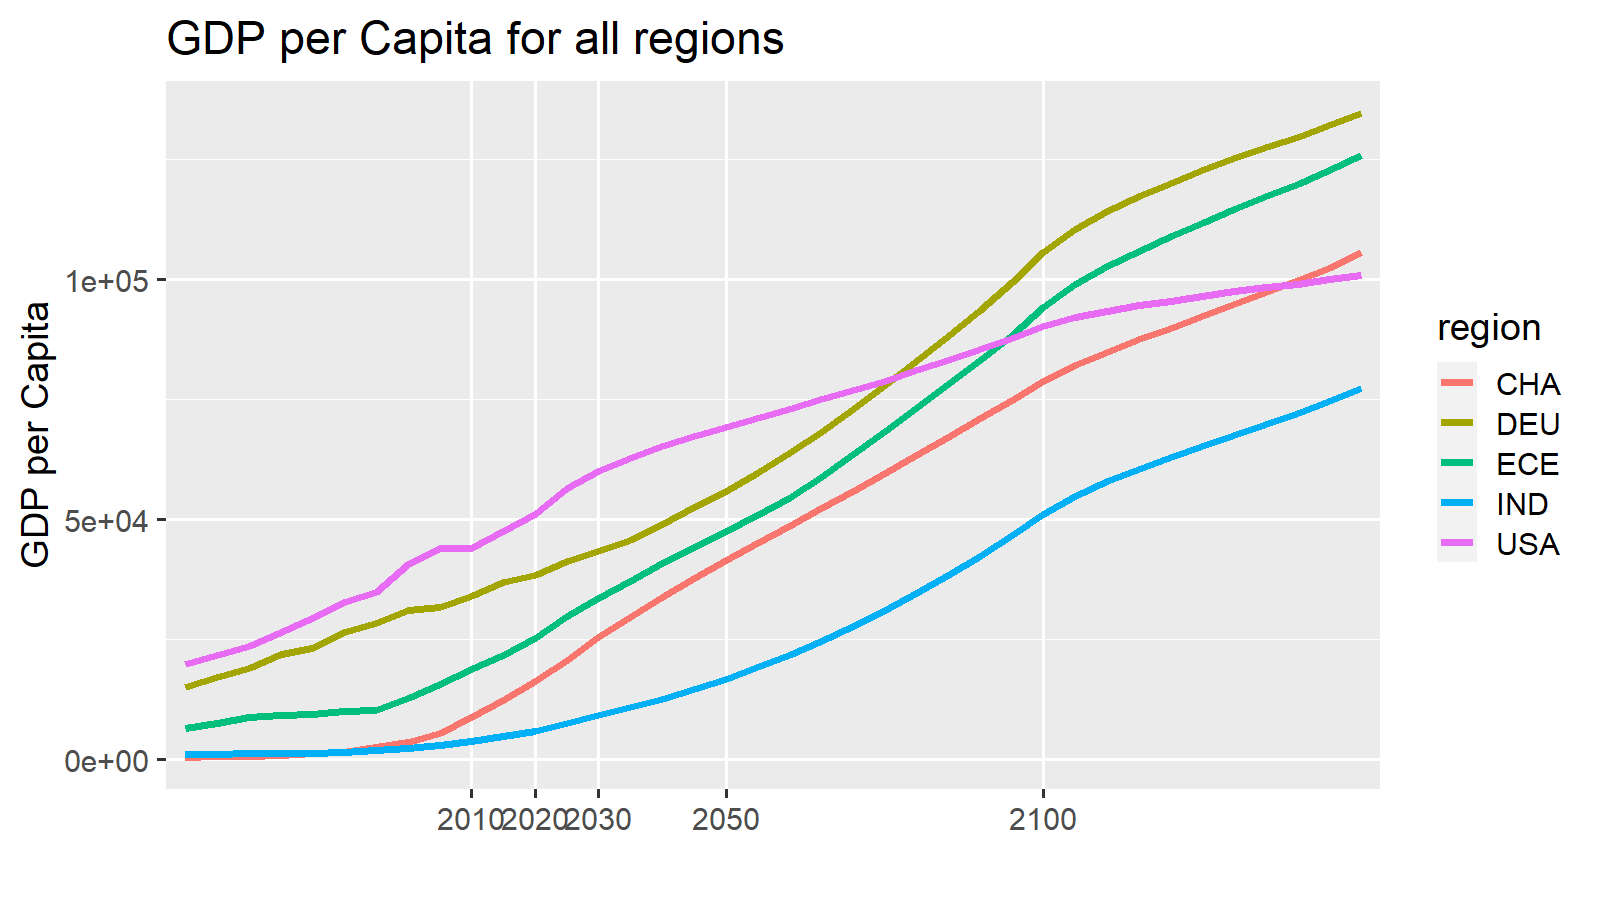 GDP per Capita for all regions
GDP per Capita
1e+05
5e+04
0e+00
2010 2020 2030 2050 2100
region
CHA
DEU
ECE
IND
USA